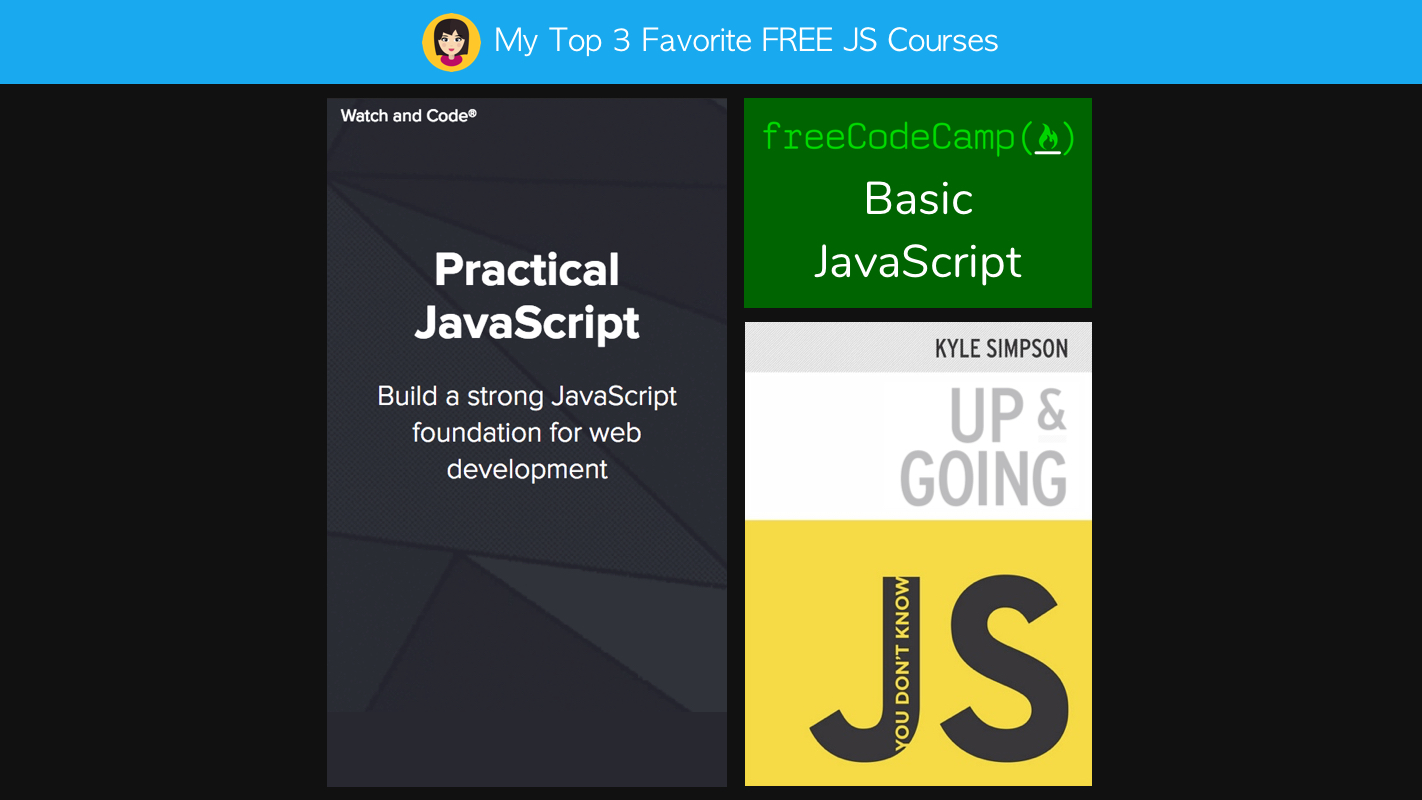 My Top 3 Favorite FREE JS Courses
Watch and Code®
Practical
JavaScript
Build a strong JavaScript
foundation for web
development
freeCodeCamp()
Basic
JavaScript
KYLE SIMPSON
UP &
GOING
JS
YOU DON'T KNOW